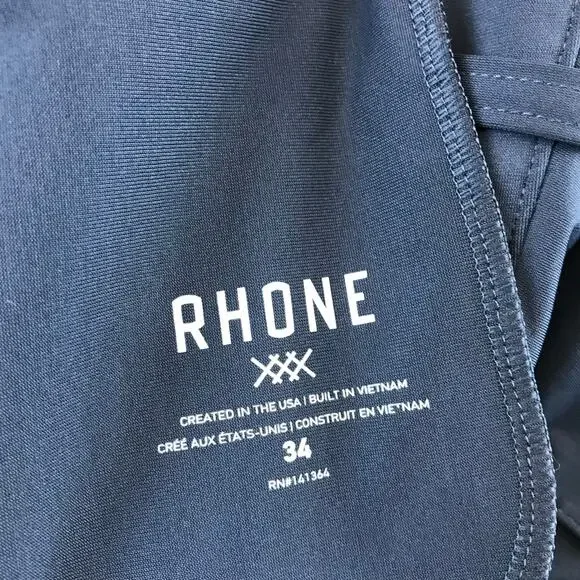 RHONE
CREATED IN THE USA | BUILT IN VIETNAM
CRÉÉ AUX ÉTATS-UNIS | CONSTRUIT EN VIETNAM
34
RN#141364